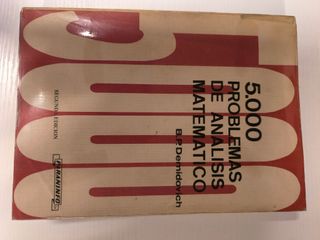 5.000
PROBLEMAS
DE ANALISIS
MATEMATICO
B.P. Demidovich
SEGUNDA EDICION
PARANINFO